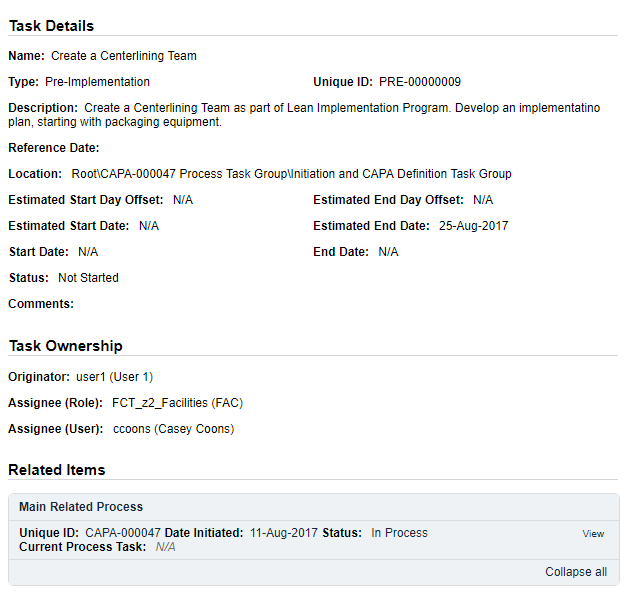 Task Details
Name: Create a Centerlining Team
Type: Pre-Implementation Unique ID: PRE-00000009
Description: Create a Centerlining Team as part of Lean Implementation Program. Develop an implementatino
plan, starting with packaging equipment.
Reference Date:
Location: Root\CAPA-000047 Process Task Group\Initiation and CAPA Definition Task Group
Estimated Start Day Offset: N/A Estimated End Day Offset: N/A
Estimated Start Date: N/A Estimated End Date: 25-Aug-2017
Start Date: N/A End Date: N/A
Status: Not Started
Comments:
Task Ownership
Originator: user1 (User 1)
Assignee (Role): FCT_z2_Facilities (FAC)
Assignee (User): ccoons (Casey Coons)
Related Items
Main Related Process
Unique ID: CAPA-000047 Date Initiated: 11-Aug-2017 Status: In Process View
Current Process Task: N/A
Collapse all